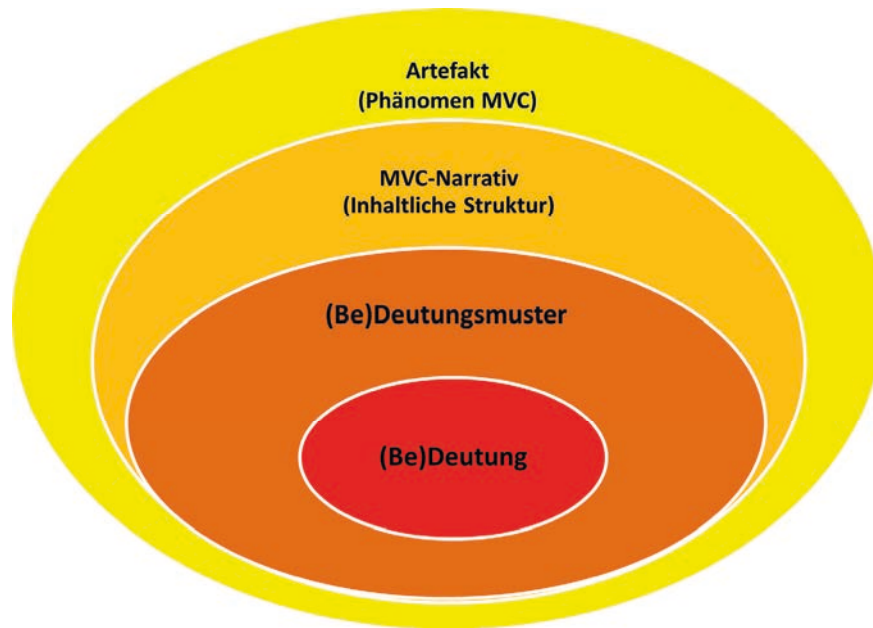 Artefakt
(Phänomen MVC)
MVC-Narrativ
(Inhaltliche Struktur)
(Be)Deutungsmuster
(Be)Deutung